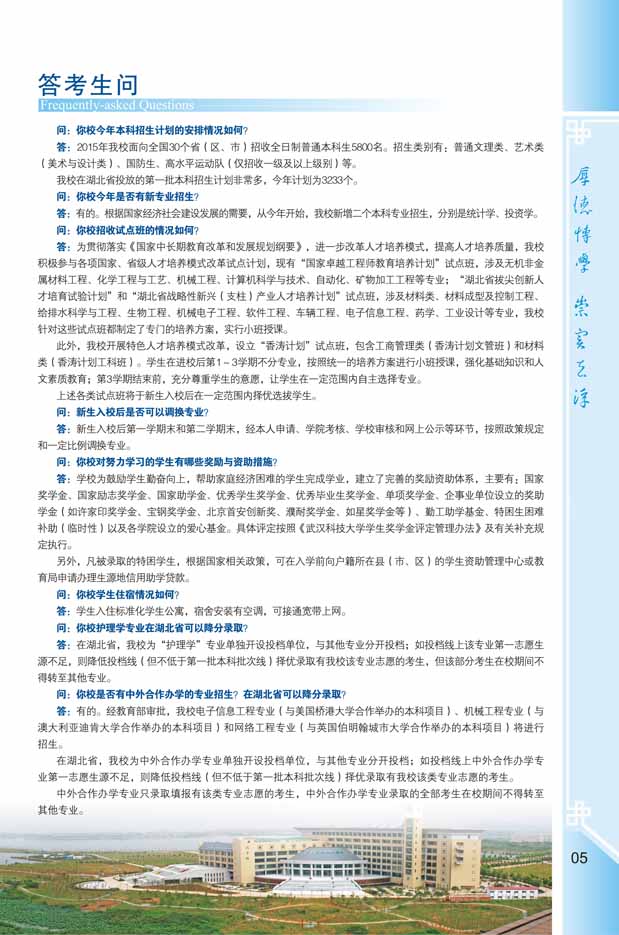 答考生问
Frequently-asked Questions
问：你校今年本科招生计划的安排情况如何？
答：2015年我校面向全国30个省（区、市）招收全日制普通本科生5800名。招生类别有：普通文理类、艺术类
（美术与设计类）、国防生、高水平运动队（仅招收一级及以上级别）等。
我校在湖北省投放的第一批本科招生计划非常多，今年计划为3233个。
问：你校今年是否有新专业招生？
答：有的。根据国家经济社会建设发展的需要，从今年开始，我校新增二个本科专业招生，分别是统计学、投资学。
问：你校招收试点班的情况如何？
答：为贯彻落实《国家中长期教育改革和发展规划纲要》，进一步改革人才培养模式，提高人才培养质量，我校
积极参与各项国家、省级人才培养模式改革试点计划，现有“国家卓越工程师教育培养计划”试点班，涉及无机非金
属材料工程、化学工程与工艺、机械工程、计算机科学与技术、自动化、矿物加工工程等专业；“湖北省拔尖创新人
才培育试验计划”和“湖北省战略性新兴（支柱）产业人才培养计划”试点班，涉及材料类、材料成型及控制工程、
给排水科学与工程、生物工程、机械电子工程、软件工程、车辆工程、电子信息工程、药学、工业设计等专业，我校
针对这些试点班都制定了专门的培养方案，实行小班授课。
此外，我校开展特色人才培养模式改革，设立“香涛计划”试点班，包含工商管理类（香涛计划文管班）和材料
类（香涛计划工科班）。学生在进校后第1－3学期不分专业，按照统一的培养方案进行小班授课，强化基础知识和人
文素质教育；第3学期结束前，充分尊重学生的意愿，让学生在一定范围内自主选择专业。
上述各类试点班将于新生入校后在一定范围内择优选拔学生。
问：新生入校后是否可以调换专业？
答：新生入校后第一学期末和第二学期末，经本人申请、学院考核、学校审核和网上公示等环节，按照政策规定
和一定比例调换专业。
问：你校对努力学习的学生有哪些奖励与资助措施？
答：学校为鼓励学生勤奋向上，帮助家庭经济困难的学生完成学业，建立了完善的奖励资助体系，主要有：国家
奖学金、国家励志奖学金、国家助学金、优秀学生奖学金、优秀毕业生奖学金、单项奖学金、企事业单位设立的奖助
学金（如许家印奖学金、宝钢奖学金、北京首安创新奖、濮耐奖学金、如星奖学金等）、勤工助学基金、特困生困难
补助（临时性）以及各学院设立的爱心基金。具体评定按照《武汉科技大学学生奖学金评定管理办法》及有关补充规
定执行。
另外，凡被录取的特困学生，根据国家相关政策，可在入学前向户籍所在县（市、区）的学生资助管理中心或教
育局申请办理生源地信用助学贷款。
问：你校学生住宿情况如何？
答：学生入住标准化学生公寓，宿舍安装有空调，可接通宽带上网。
问：你校护理学专业在湖北省可以降分录取？
答：在湖北省，我校为“护理学”专业单独开设投档单位，与其他专业分开投档；如投档线上该专业第一志愿生
源不足，则降低投档线（但不低于第一批本科批次线）择优录取有我校该专业志愿的考生，但该部分考生在校期间不
得转至其他专业。
问：你校是否有中外合作办学的专业招生？在湖北省可以降分录取？
答：有的。经教育部审批，我校电子信息工程专业（与美国桥港大学合作举办的本科项目）、机械工程专业（与
澳大利亚迪肯大学合作举办的本科项目）和网络工程专业（与英国伯明翰城市大学合作举办的本科项目）将进行
招生。
在湖北省，我校为中外合作办学专业单独开设投档单位，与其他专业分开投档；如投档线上中外合作办学专
业第一志愿生源不足，则降低投档线（但不低于第一批本科批次线）择优录取有我校该类专业志愿的考生。
中外合作办学专业只录取填报有该类专业志愿的考生，中外合作办学专业录取的全部考生在校期间不得转至
其他专业。
厚德博学 崇实去浮
05